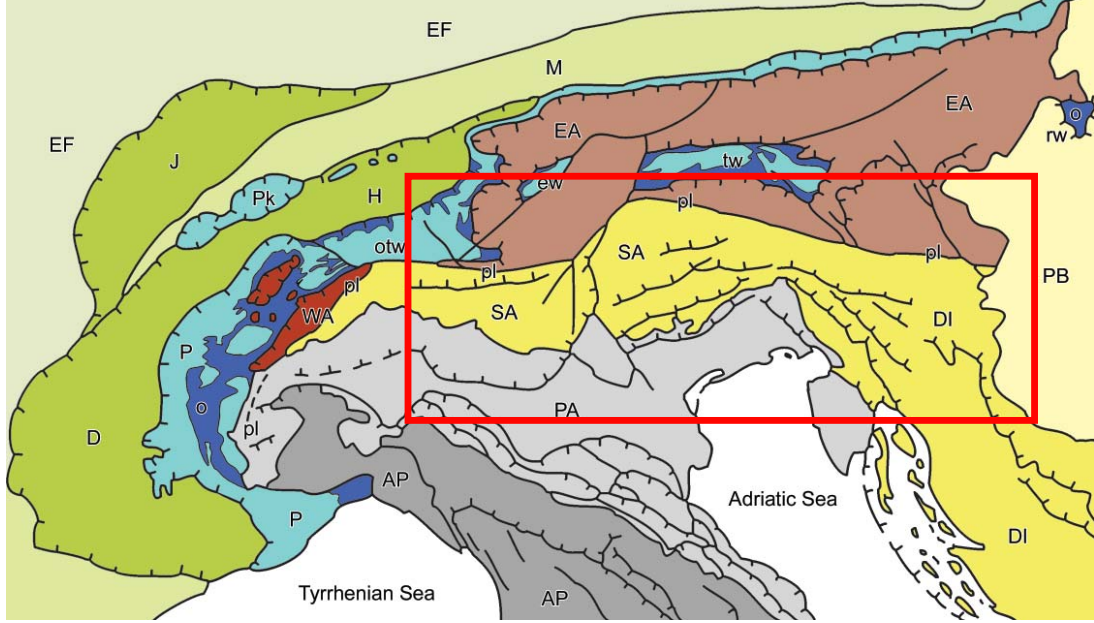 EF
M
EF
J
EA
EA
o
rw
Pk
ew
tw
H
pl
otw
SA
pl
pl
pl
PB
WA
SA
DI
P
o
PA
D
pl
AP
Adriatic Sea
P
DI
Tyrrhenian Sea
AP